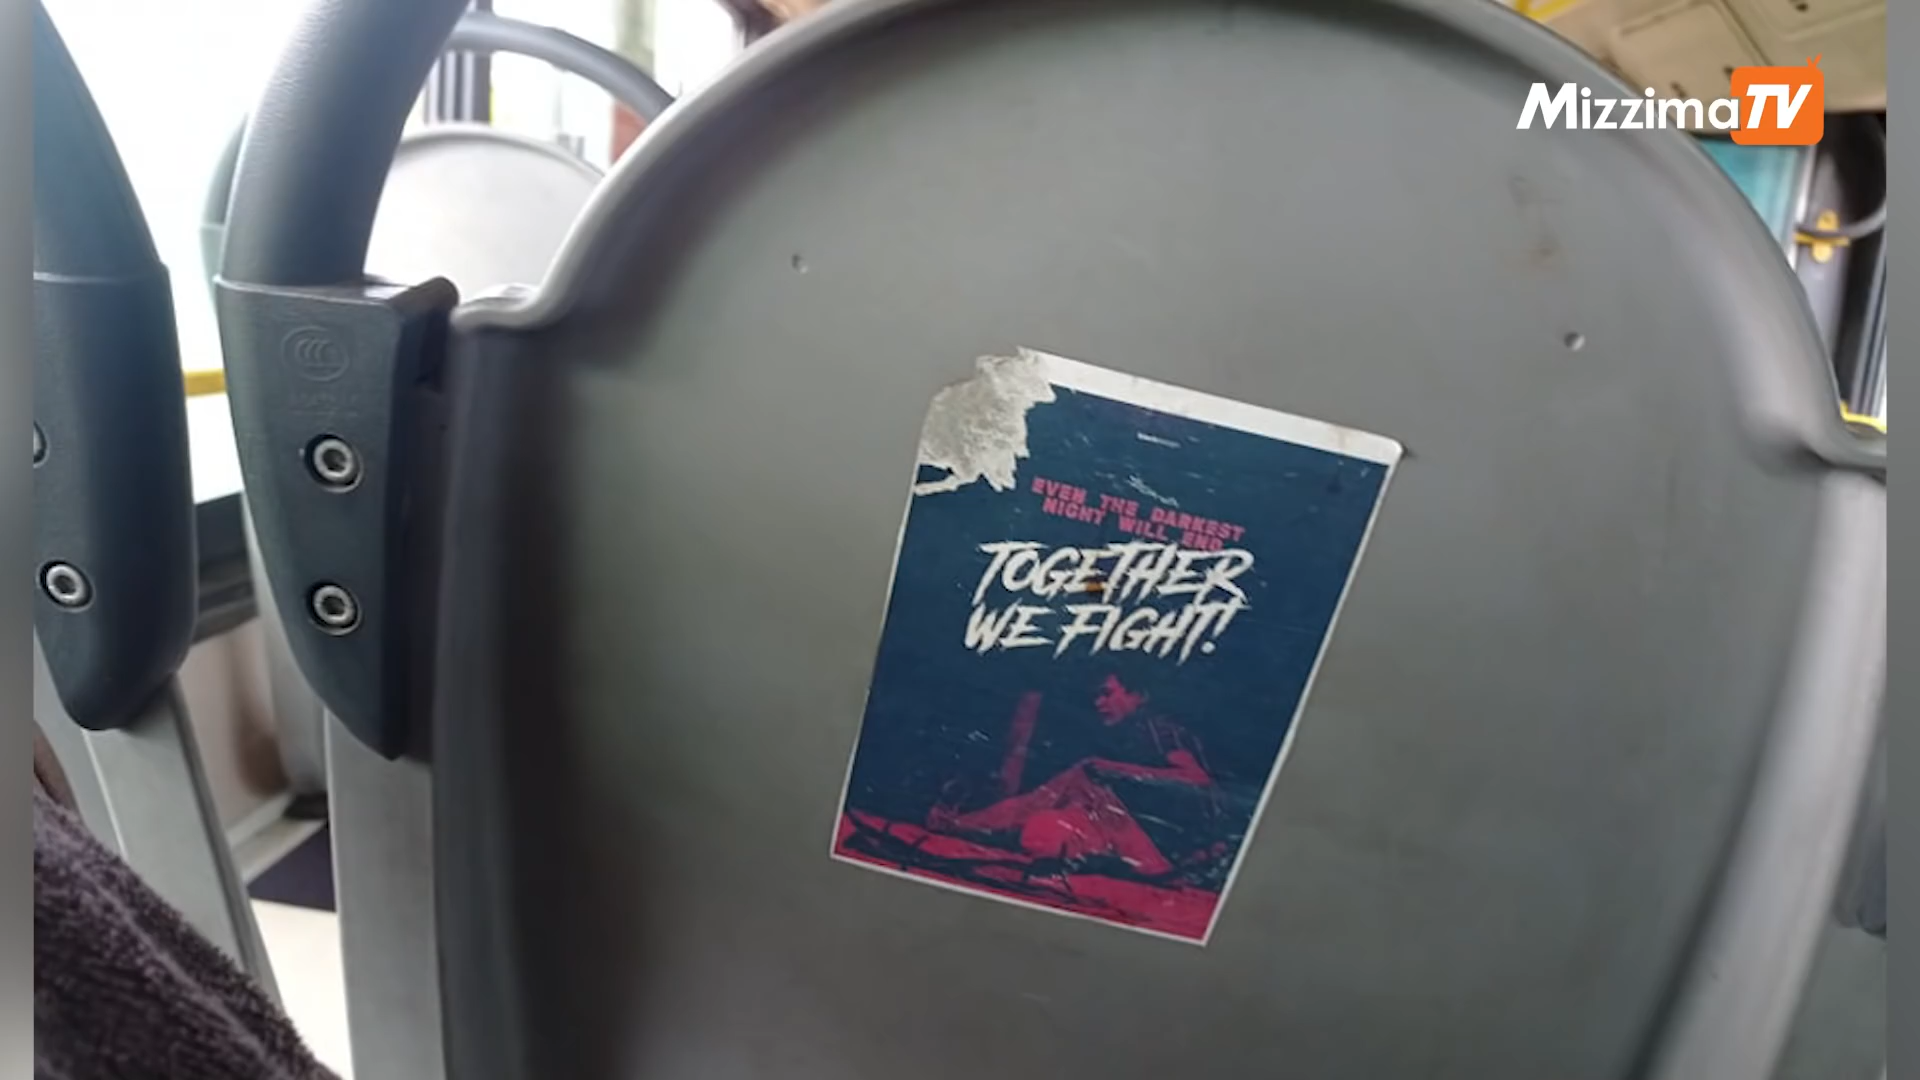 MizzimaTV
EVEN THE DARKEST
NIGHT WILL END
TOGETHER
WE FIGHT!